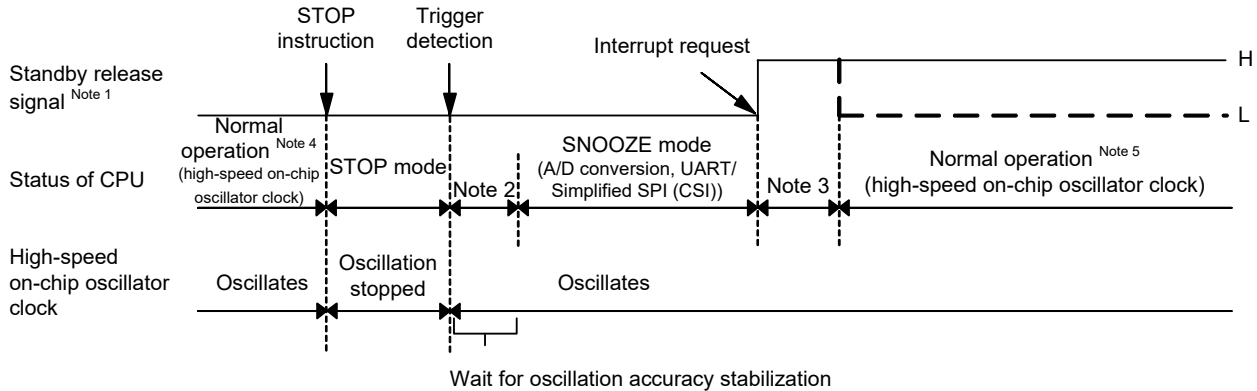 STOP
instruction
Trigger
detection
Interrupt request
Standby release
signal Note 1
H
L
Status of CPU
Normal
operation Note 4
(high-speed on-chip
oscillator clock)
STOP mode
Note 2
SNOOZE mode
(A/D conversion, UART/
Simplified SPI (CSI))
Note 3
Normal operation Note 5
(high-speed on-chip oscillator clock)
High-speed
on-chip oscillator
clock
Oscillates
Oscillation
stopped
Oscillates
Wait for oscillation accuracy stabilization